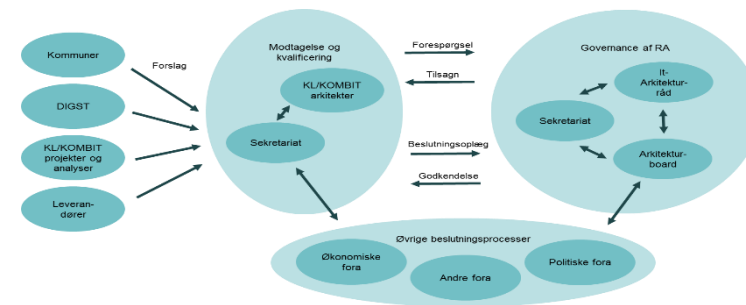 Kommuner
DIGST
KL/KOMBIT
projekter og
analyser
Leveran-
dører
Forslag
Modtagelse og
kvalificering
KL/KOMBIT
arkitekter
Sekretariat
Forespørgsel
Tilsagn
Beslutningsoplæg
Godkendelse
Governance af RA
It-
Arkitektur-
råd
Sekretariat
Arkitektur-
board
Øvrige beslutningsprocesser
Økonomiske
fora
Andre fora
Politiske fora